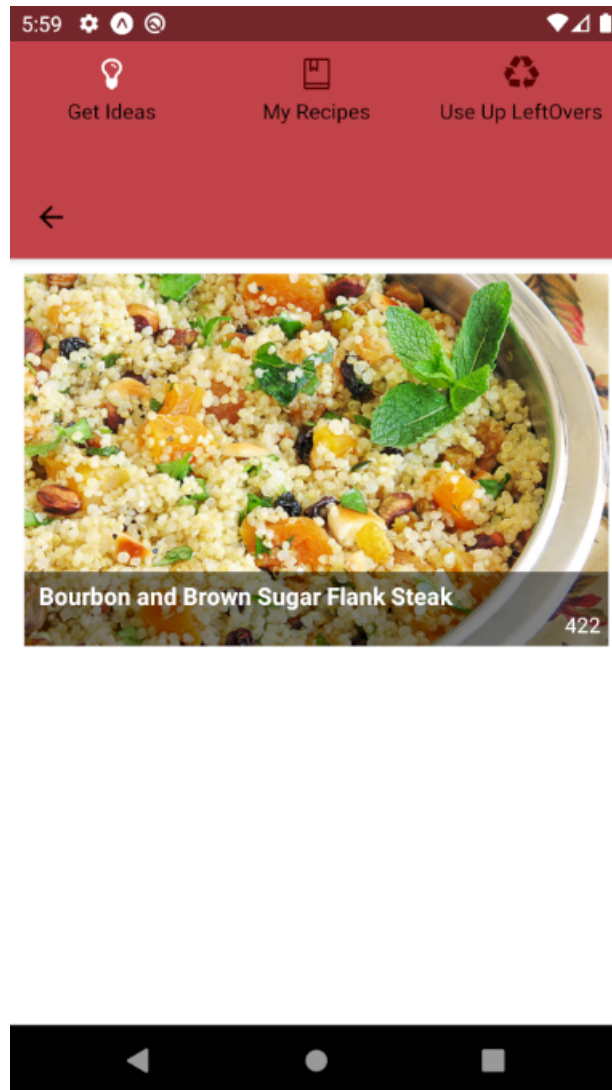 5:59
Get Ideas
My Recipes
Use Up LeftOvers
Bourbon and Brown Sugar Flank Steak
422